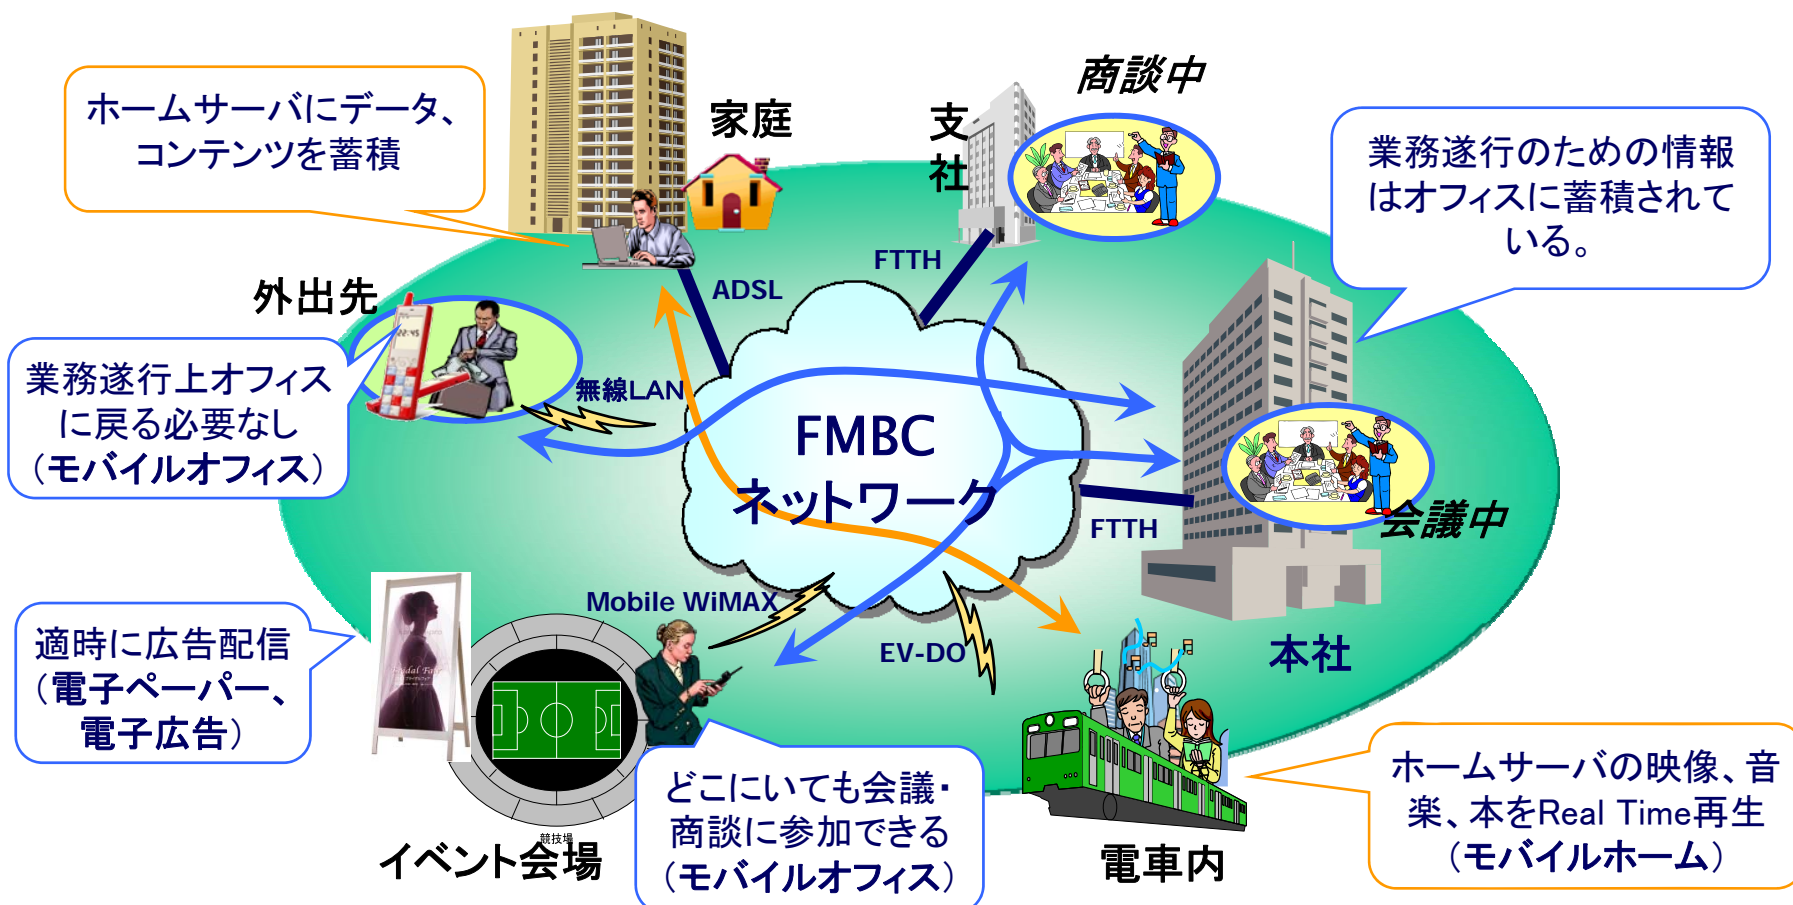 商談中
ホームサーバにデータ、
コンテンツを蓄積
家庭
支
社
業務遂行のための情報
はオフィスに蓄積されて
いる。
FTTH
ADSL
外出先
業務遂行上オフィス
に戻る必要なし
（モバイルオフィス）
無線LAN
FMBC
ネットワーク
FTTH
会議中
Mobile WiMAX
EV-DO
本社
適時に広告配信
（電子ペーパー、
電子広告）
Bridal Fair
競技場
イベント会場
どこにいても会議・
商談に参加できる
（モバイルオフィス）
電車内
ホームサーバの映像、音
楽、本をReal Time再生
（モバイルホーム）